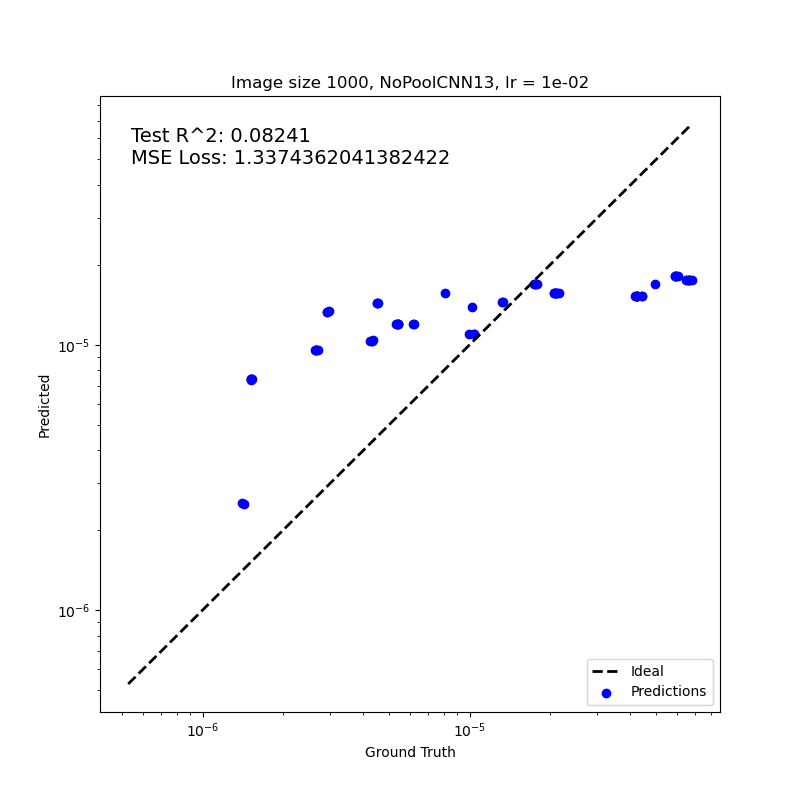 Image size 1000, NoPoolCNN13, lr = 1e-02
Test R^2: 0.08241
MSE Loss: 1.3374362041382422
10^-5
10^-6
Predicted
10^-6
10^-5
Ground Truth
Ideal
Predictions